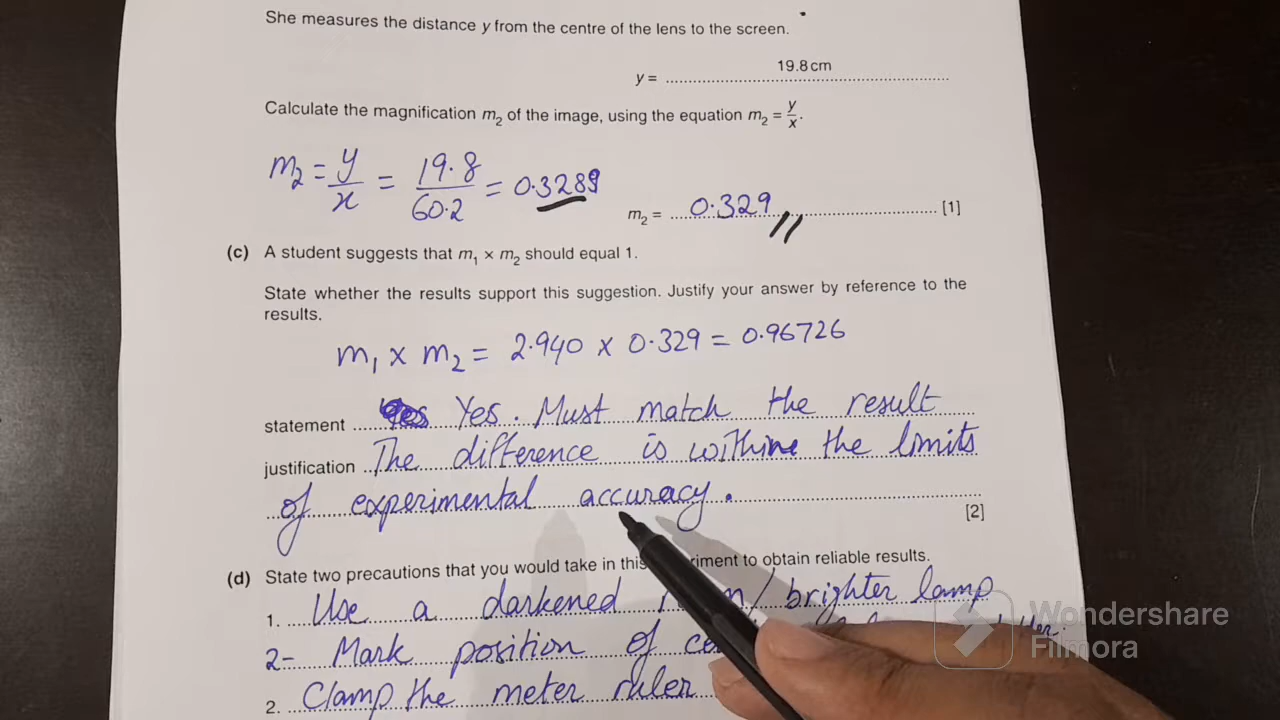 She measures the distance y from the centre of the lens to the screen.
y = 19.8 cm
Calculate the magnification m₂ of the image, using the equation m₂ = y/x.
m₂ = y/x = 19.8/60.2 = 0.3289
m₂ = 0.329 [1]
(c) A student suggests that m₁ × m₂ should equal 1.
State whether the results support this suggestion. Justify your answer by reference to the
results.
m₁ × m₂ = 2.940 × 0.329 = 0.96726
statement Yes. Must match the result
justification The difference is withine the limits
of experimental accuracy.
[2]
(d) State two precautions that you would take in this experiment to obtain reliable results.
1. Use a darkened / brighter lamp
2- Mark position of
2. Clamp the meter ruler
Wondershare
Filmora